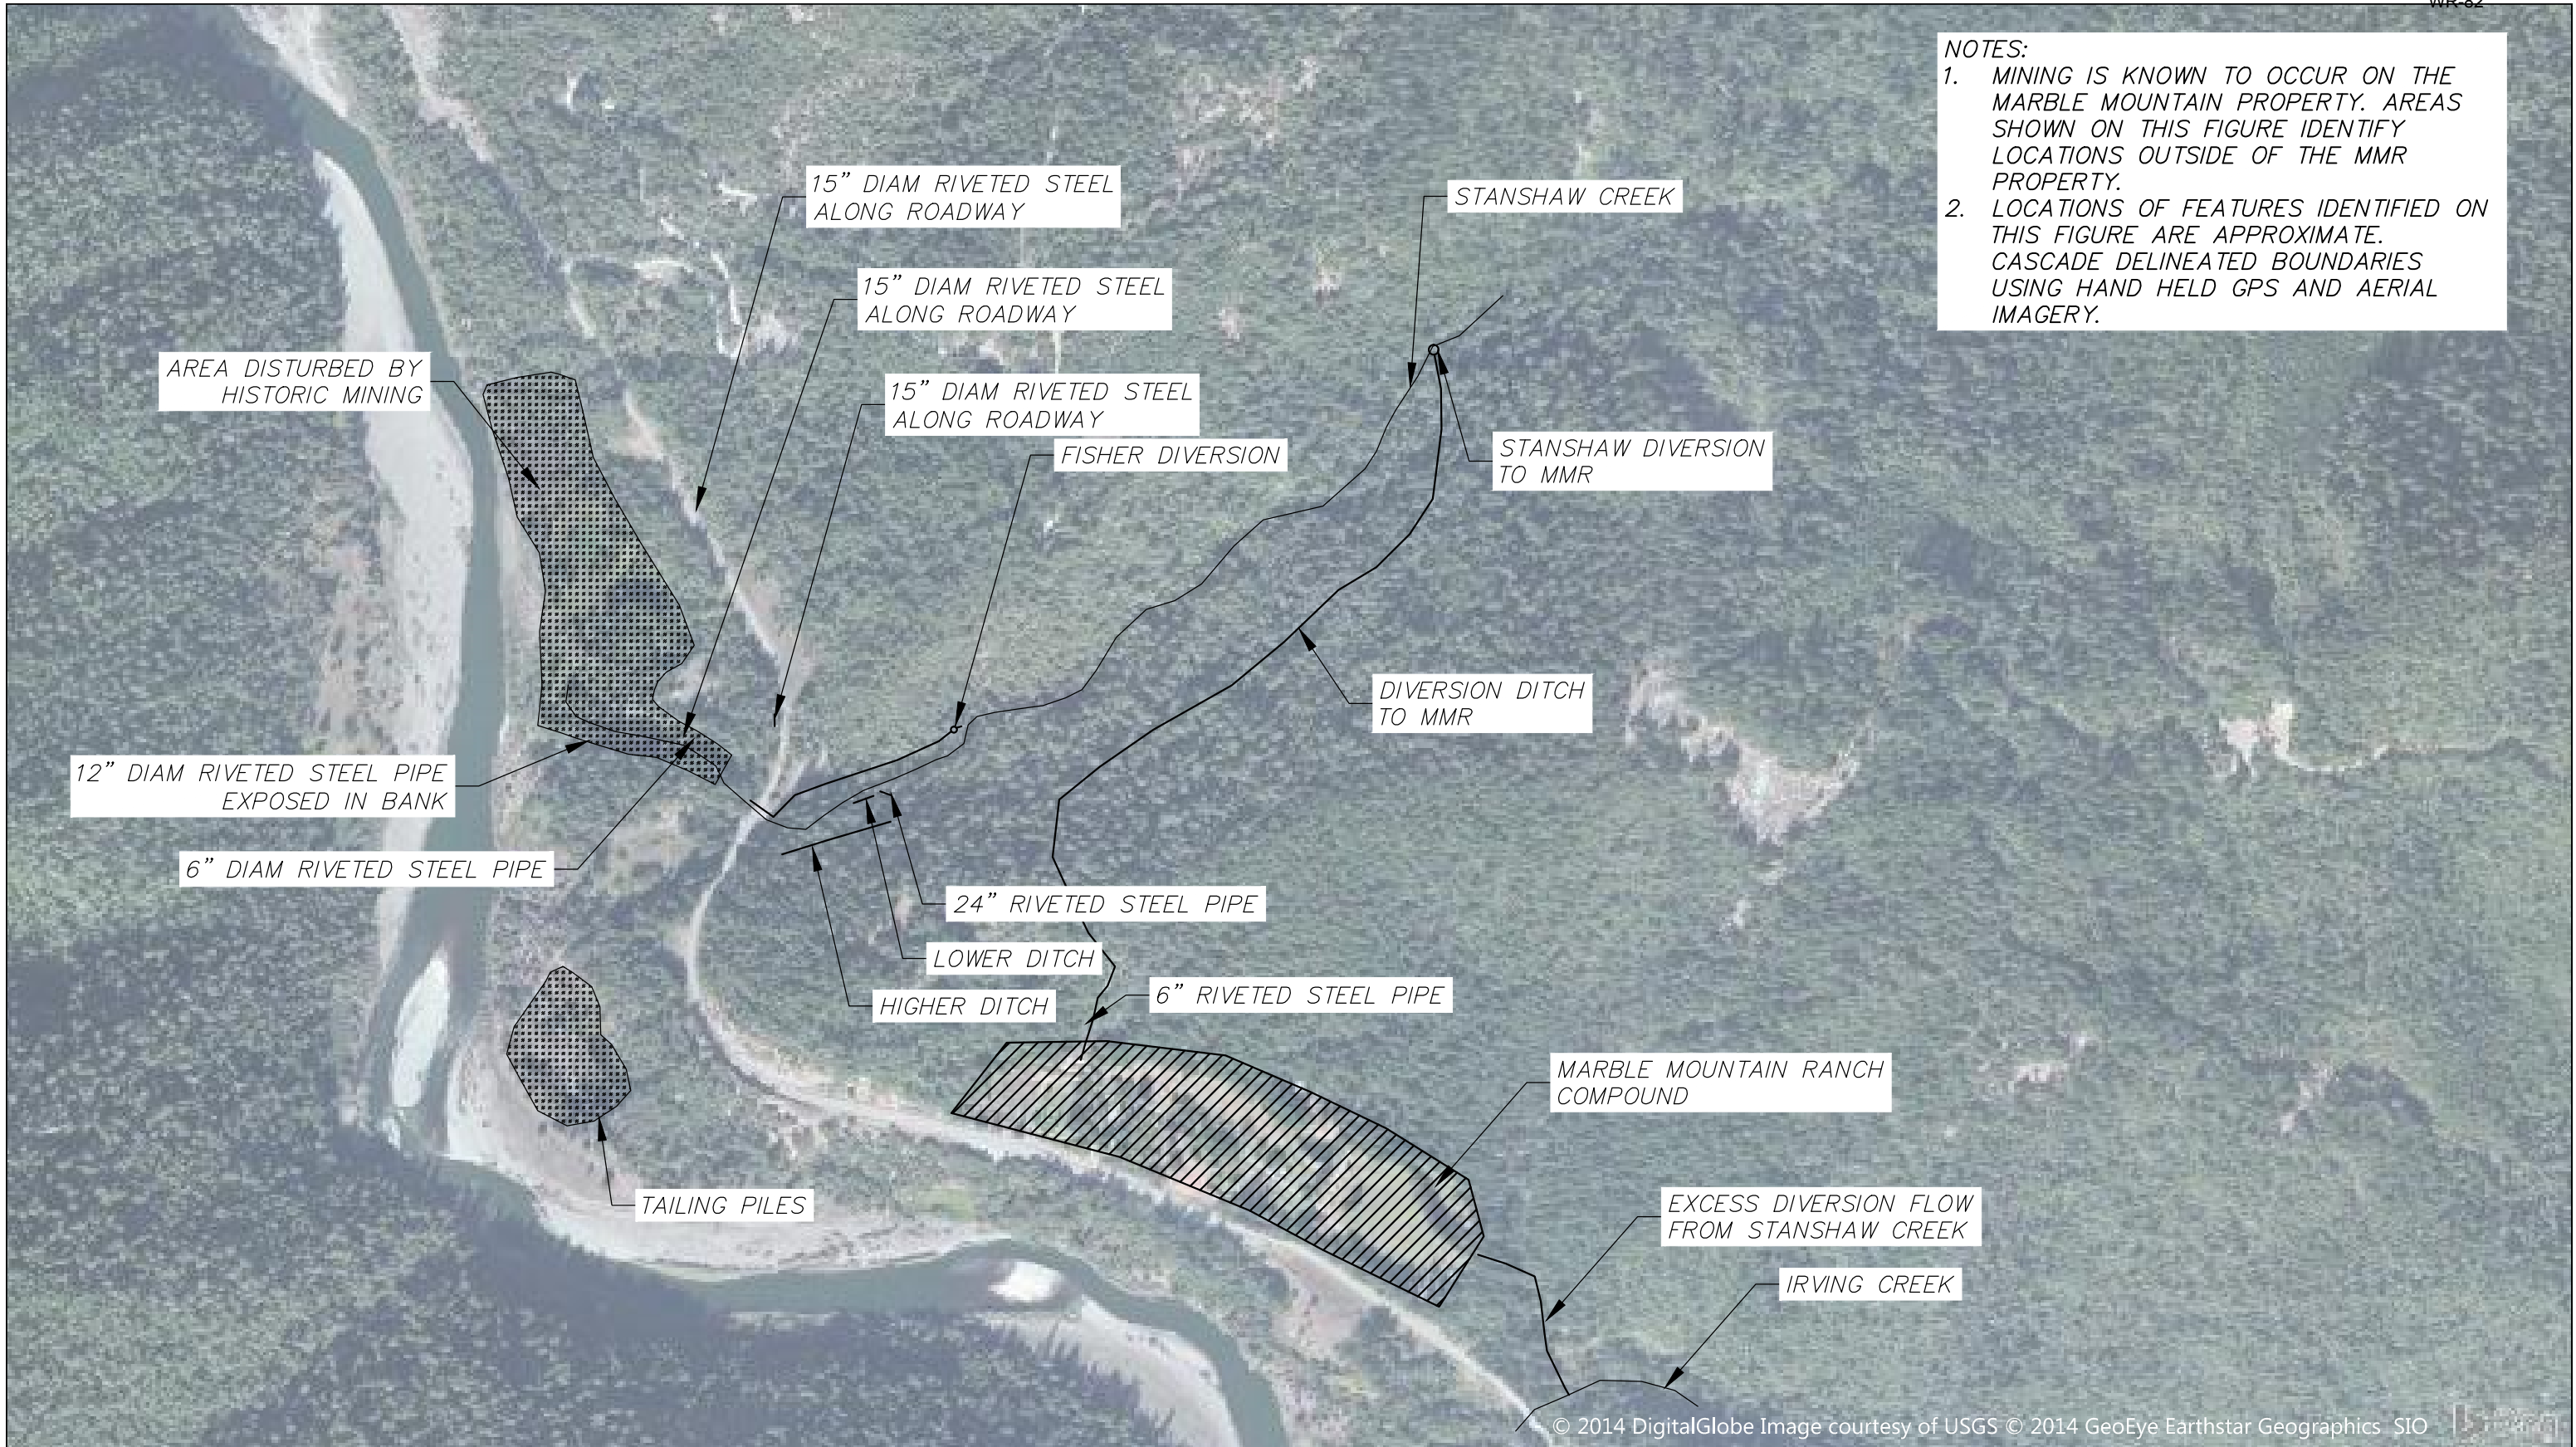 WR-82
NOTES:
1. MINING IS KNOWN TO OCCUR ON THE
MARBLE MOUNTAIN PROPERTY. AREAS
SHOWN ON THIS FIGURE IDENTIFY
LOCATIONS OUTSIDE OF THE MMR
PROPERTY.
2. LOCATIONS OF FEATURES IDENTIFIED ON
THIS FIGURE ARE APPROXIMATE.
CASCADE DELINEATED BOUNDARIES
USING HAND HELD GPS AND AERIAL
IMAGERY.
15” DIAM RIVETED STEEL
ALONG ROADWAY
STANSHAW CREEK
15” DIAM RIVETED STEEL
ALONG ROADWAY
AREA DISTURBED BY
HISTORIC MINING
15” DIAM RIVETED STEEL
ALONG ROADWAY
FISHER DIVERSION
STANSHAW DIVERSION
TO MMR
DIVERSION DITCH
TO MMR
12” DIAM RIVETED STEEL PIPE
EXPOSED IN BANK
6” DIAM RIVETED STEEL PIPE
24” RIVETED STEEL PIPE
LOWER DITCH
HIGHER DITCH
6” RIVETED STEEL PIPE
MARBLE MOUNTAIN RANCH
COMPOUND
TAILING PILES
EXCESS DIVERSION FLOW
FROM STANSHAW CREEK
IRVING CREEK
© 2014 DigitalGlobe Image courtesy of USGS © 2014 GeoEye Earthstar Geographics SIO